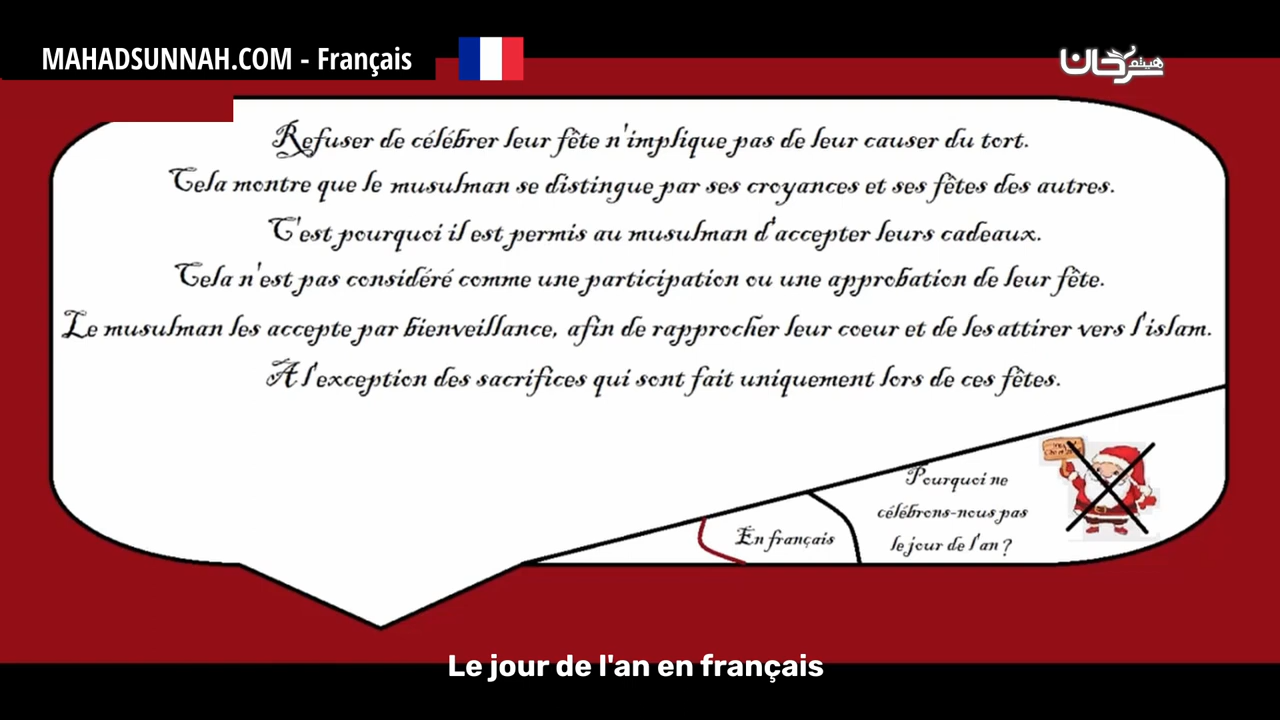 MAHADSUNNAH.COM - Français
هيثم سرحان
Refuser de célébrer leur fête n'implique pas de leur causer du tort.
Cela montre que le musulman se distingue par ses croyances et ses fêtes des autres.
C'est pourquoi il est permis au musulman d'accepter leurs cadeaux.
Cela n'est pas considéré comme une participation ou une approbation de leur fête.
Le musulman les accepte par bienveillance, afin de rapprocher leur coeur et de les attirer vers l'islam.
A l'exception des sacrifices qui sont fait uniquement lors de ces fêtes.
Pourquoi ne
célébrons-nous pas
le jour de l'an ?
En français
Le jour de l'an en français